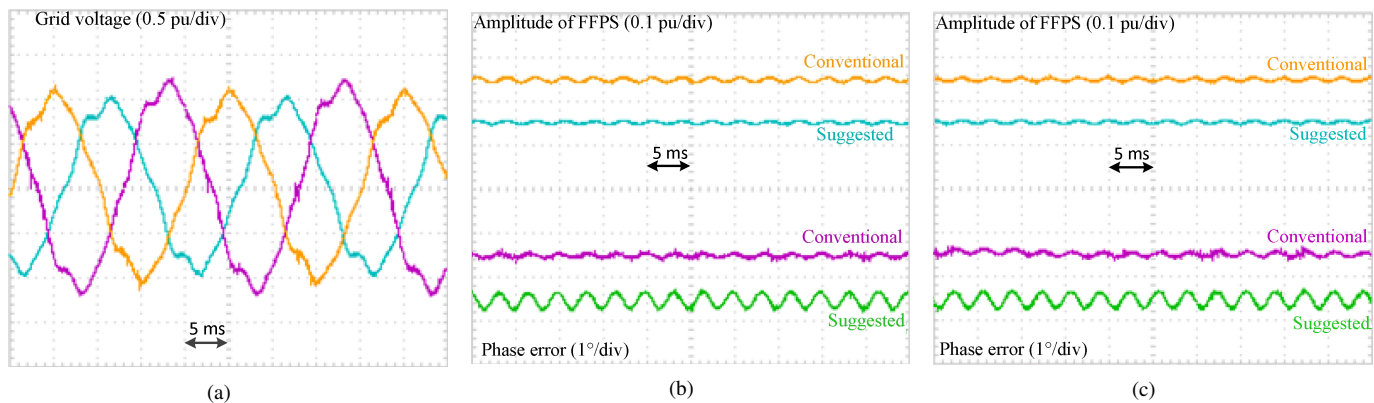 Grid voltage (0.5 pu/div)
5 ms
(a)
Amplitude of FFPS (0.1 pu/div)
Conventional
Suggested
5 ms
Conventional
Suggested
Phase error (1°/div)
(b)
Amplitude of FFPS (0.1 pu/div)
Conventional
Suggested
5 ms
Conventional
Suggested
Phase error (1°/div)
(c)